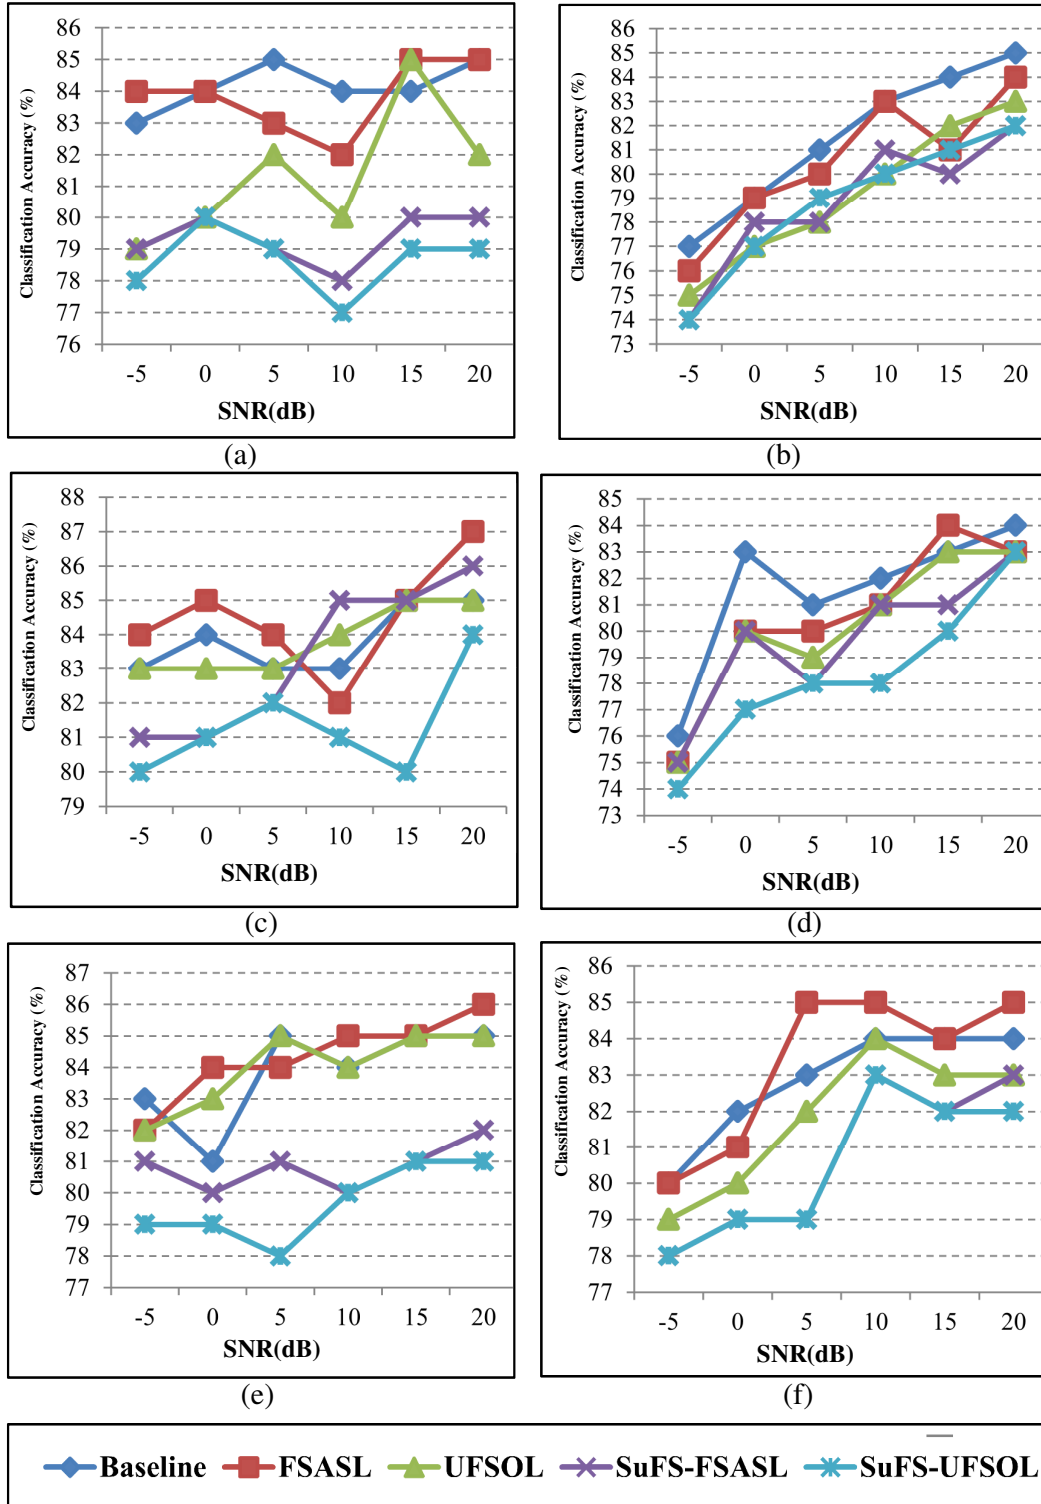 86
85
84
83
82
81
80
79
78
77
76
Classification Accuracy (%)
-5 0 5 10 15 20
SNR(dB)
(a)
86
85
84
83
82
81
80
79
78
77
76
75
74
73
Classification Accuracy (%)
-5 0 5 10 15 20
SNR(dB)
(b)
88
87
86
85
84
83
82
81
80
79
Classification Accuracy (%)
-5 0 5 10 15 20
SNR(dB)
(c)
85
84
83
82
81
80
79
78
77
76
75
74
73
Classification Accuracy (%)
-5 0 5 10 15 20
SNR(dB)
(d)
87
86
85
84
83
82
81
80
79
78
77
Classification Accuracy (%)
-5 0 5 10 15 20
SNR(dB)
(e)
86
85
84
83
82
81
80
79
78
77
Classification Accuracy (%)
-5 0 5 10 15 20
SNR(dB)
(f)
Baseline FSASL UFSOL SuFS-FSASL SuFS-UFSOL